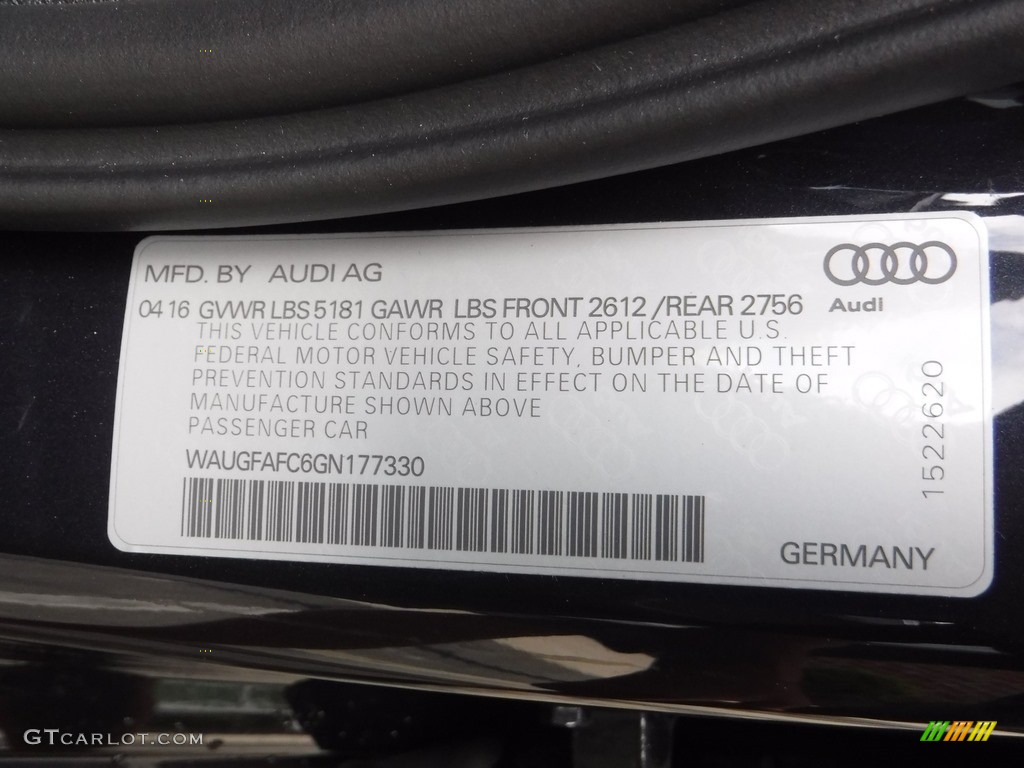 MFD. BY AUDI AG
04 16 GVWR LBS 5181 GAWR LBS FRONT 2612 /REAR 2756
Audi
THIS VEHICLE CONFORMS TO ALL APPLICABLE U.S.
FEDERAL MOTOR VEHICLE SAFETY, BUMPER AND THEFT
PREVENTION STANDARDS IN EFFECT ON THE DATE OF
MANUFACTURE SHOWN ABOVE
PASSENGER CAR
WAUGFAFC6GN177330
1522620
GERMANY
GTCARLOT.COM